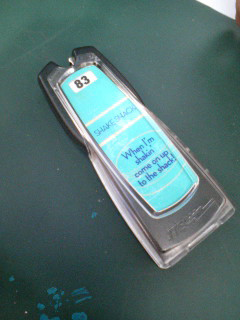 83
SHAKE SHACK
When I'm
shakin'
come on up
to the shack!